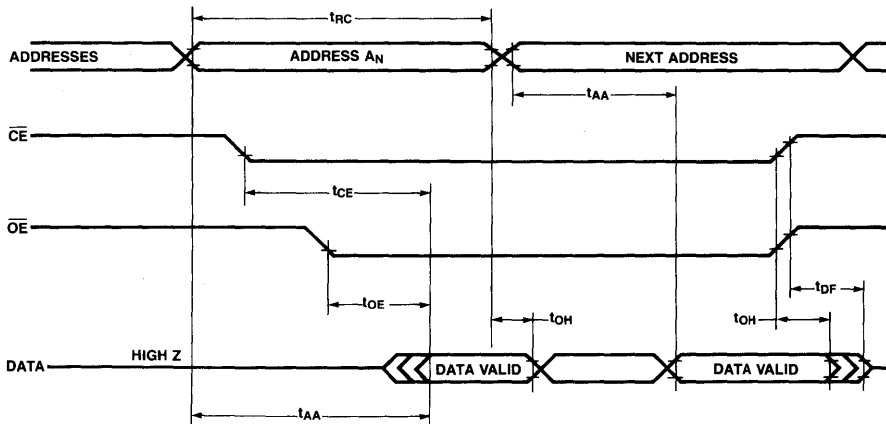 tRC
ADDRESSES
ADDRESS AN
NEXT ADDRESS
tAA
CE
tCE
OE
tOE
tOH
tDF
tOH
DATA
HIGH Z
DATA VALID
DATA VALID
tAA